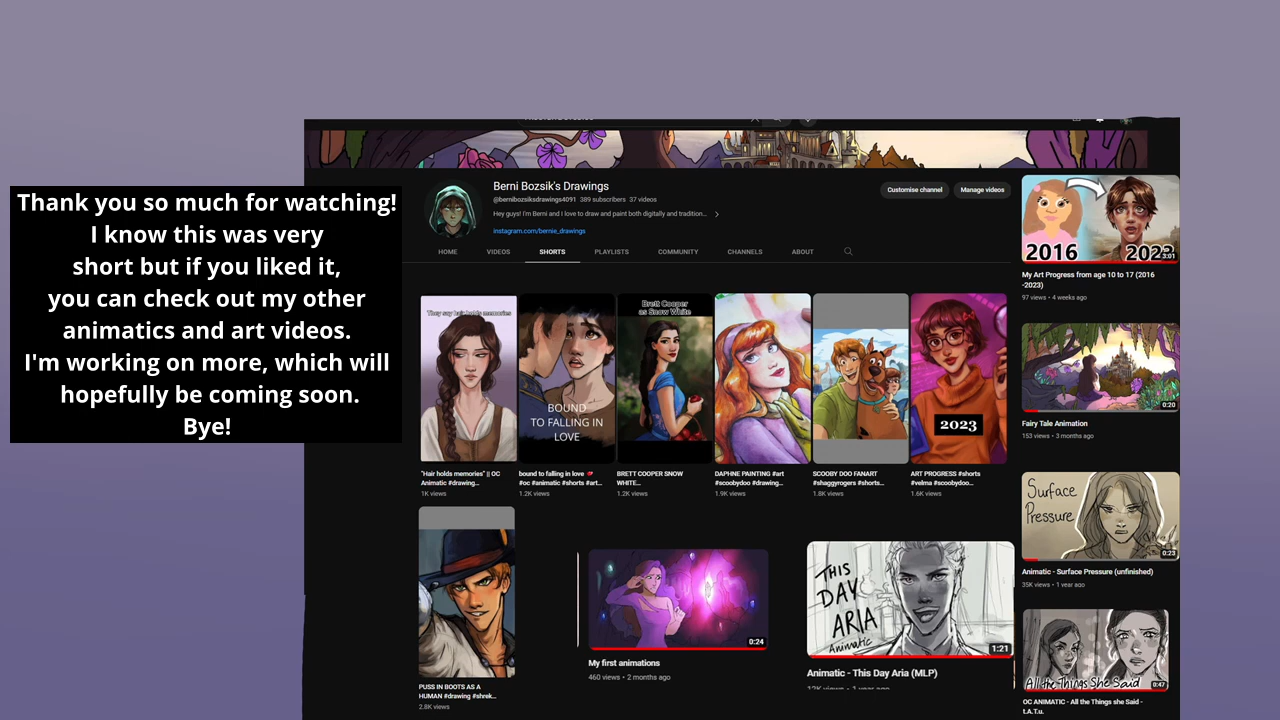 Thank you so much for watching!
I know this was very
short but if you liked it,
you can check out my other
animatics and art videos.
I'm working on more, which will
hopefully be coming soon.
Bye!
Berni Bozsik's Drawings
@bernibozsiksdrawings4091 389 subscribers 37 videos
Hey guys! I'm Berni and I love to draw and paint both digitally and tradition...
instagram.com/bernie_drawings
Customise channel
Manage videos
HOME
VIDEOS
SHORTS
PLAYLISTS
COMMUNITY
CHANNELS
ABOUT
They say hair holds memories
BOUND
TO FALLING IN
LOVE
Brett Cooper
as Snow White
2023
"Hair holds memories" || OC
Animatic #drawing...
1K views
bound to falling in love
#oc #animatic #shorts #art...
1.2K views
BRETT COOPER SNOW
WHITE...
1.2K views
DAPHNE PAINTING #art
#scoobydoo #drawing...
1.9K views
SCOOBY DOO FANART
#shaggyrogers #shorts...
1.8K views
ART PROGRESS #shorts
#velma #scoobydoo...
1.6K views
PUSS IN BOOTS AS A
HUMAN #drawing #shrek...
2.8K views
0:24
My first animations
460 views • 2 months ago
THIS
DAY
ARIA
Animatic
1:21
Animatic - This Day Aria (MLP)
12K views • 1 year ago
2016
2023
3:01
My Art Progress from age 10 to 17 (2016
-2023)
97 views • 4 weeks ago
0:20
Fairy Tale Animation
153 views • 3 months ago
Surface
Pressure
0:23
Animatic - Surface Pressure (unfinished)
35K views • 1 year ago
All the Things She Said
0:47
OC ANIMATIC - All the Things she Said -
t.A.T.u.